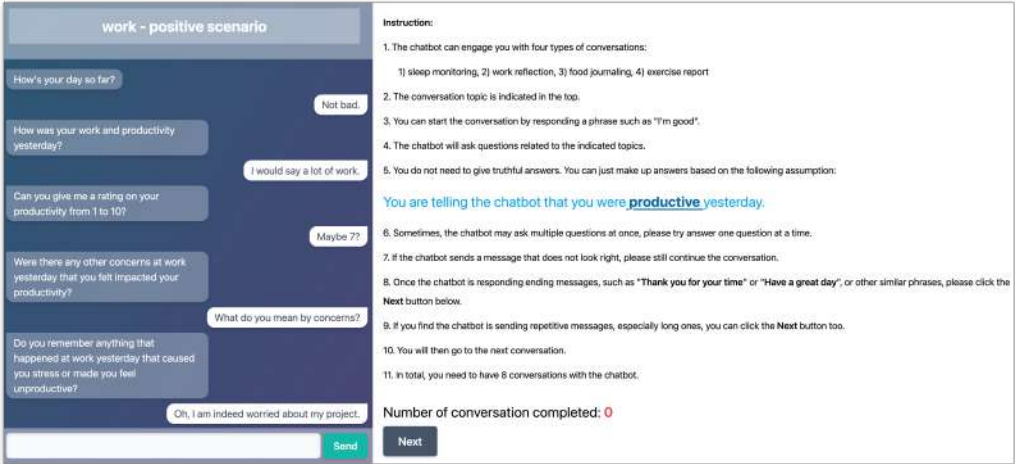 work - positive scenario
How's your day so far?
Not bad.
How was your work and productivity
yesterday?
I would say a lot of work.
Can you give me a rating on your
productivity from 1 to 10?
Maybe 7?
Were there any other concerns at work
yesterday that you felt impacted your
productivity?
What do you mean by concerns?
Do you remember anything that
happened at work yesterday that caused
you stress or made you feel
unproductive?
Oh, I am indeed worried about my project.
Send
Instruction:
1. The chatbot can engage you with four types of conversations:
1) sleep monitoring, 2) work reflection, 3) food journaling, 4) exercise report
2. The conversation topic is indicated in the top.
3. You can start the conversation by responding a phrase such as "I'm good".
4. The chatbot will ask questions related to the indicated topics.
5. You do not need to give truthful answers. You can just make up answers based on the following assumption:
You are telling the chatbot that you were productive yesterday.
6. Sometimes, the chatbot may ask multiple questions at once, please try answer one question at a time.
7. If the chatbot sends a message that does not look right, please still continue the conversation.
8. Once the chatbot is responding ending messages, such as "Thank you for your time" or "Have a great day", or other similar phrases, please click the
Next button below.
9. If you find the chatbot is sending repetitive messages, especially long ones, you can click the Next button too.
10. You will then go to the next conversation.
11. In total, you need to have 8 conversations with the chatbot.
Number of conversation completed: 0
Next